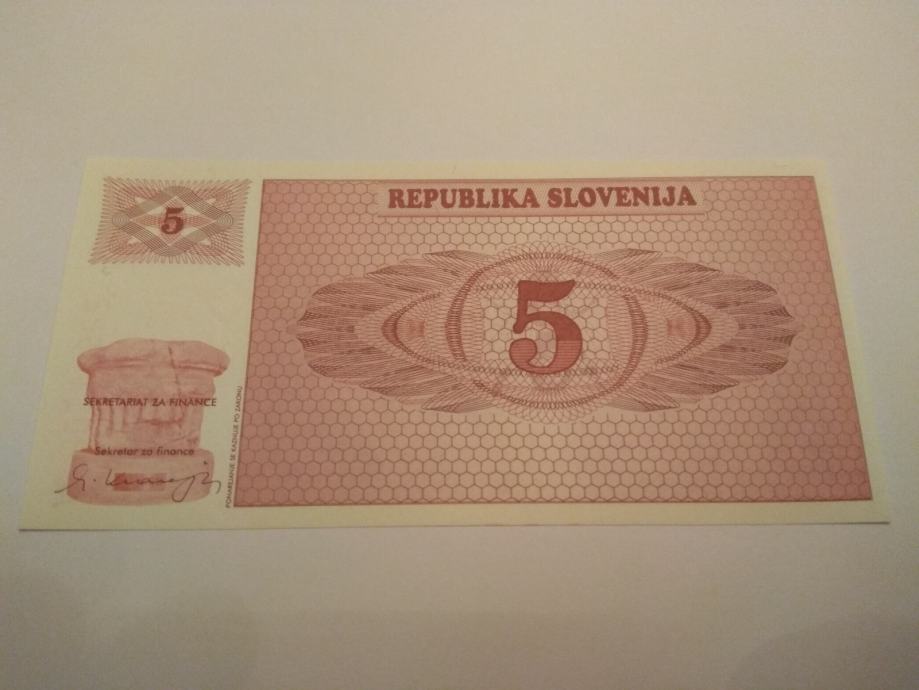 REPUBLIKA SLOVENIJA
5
5
SEKRETARIAT ZA FINANCE
Sekretar za finance
PONAREJANJE SE KAZNUJE PO ZAKONU